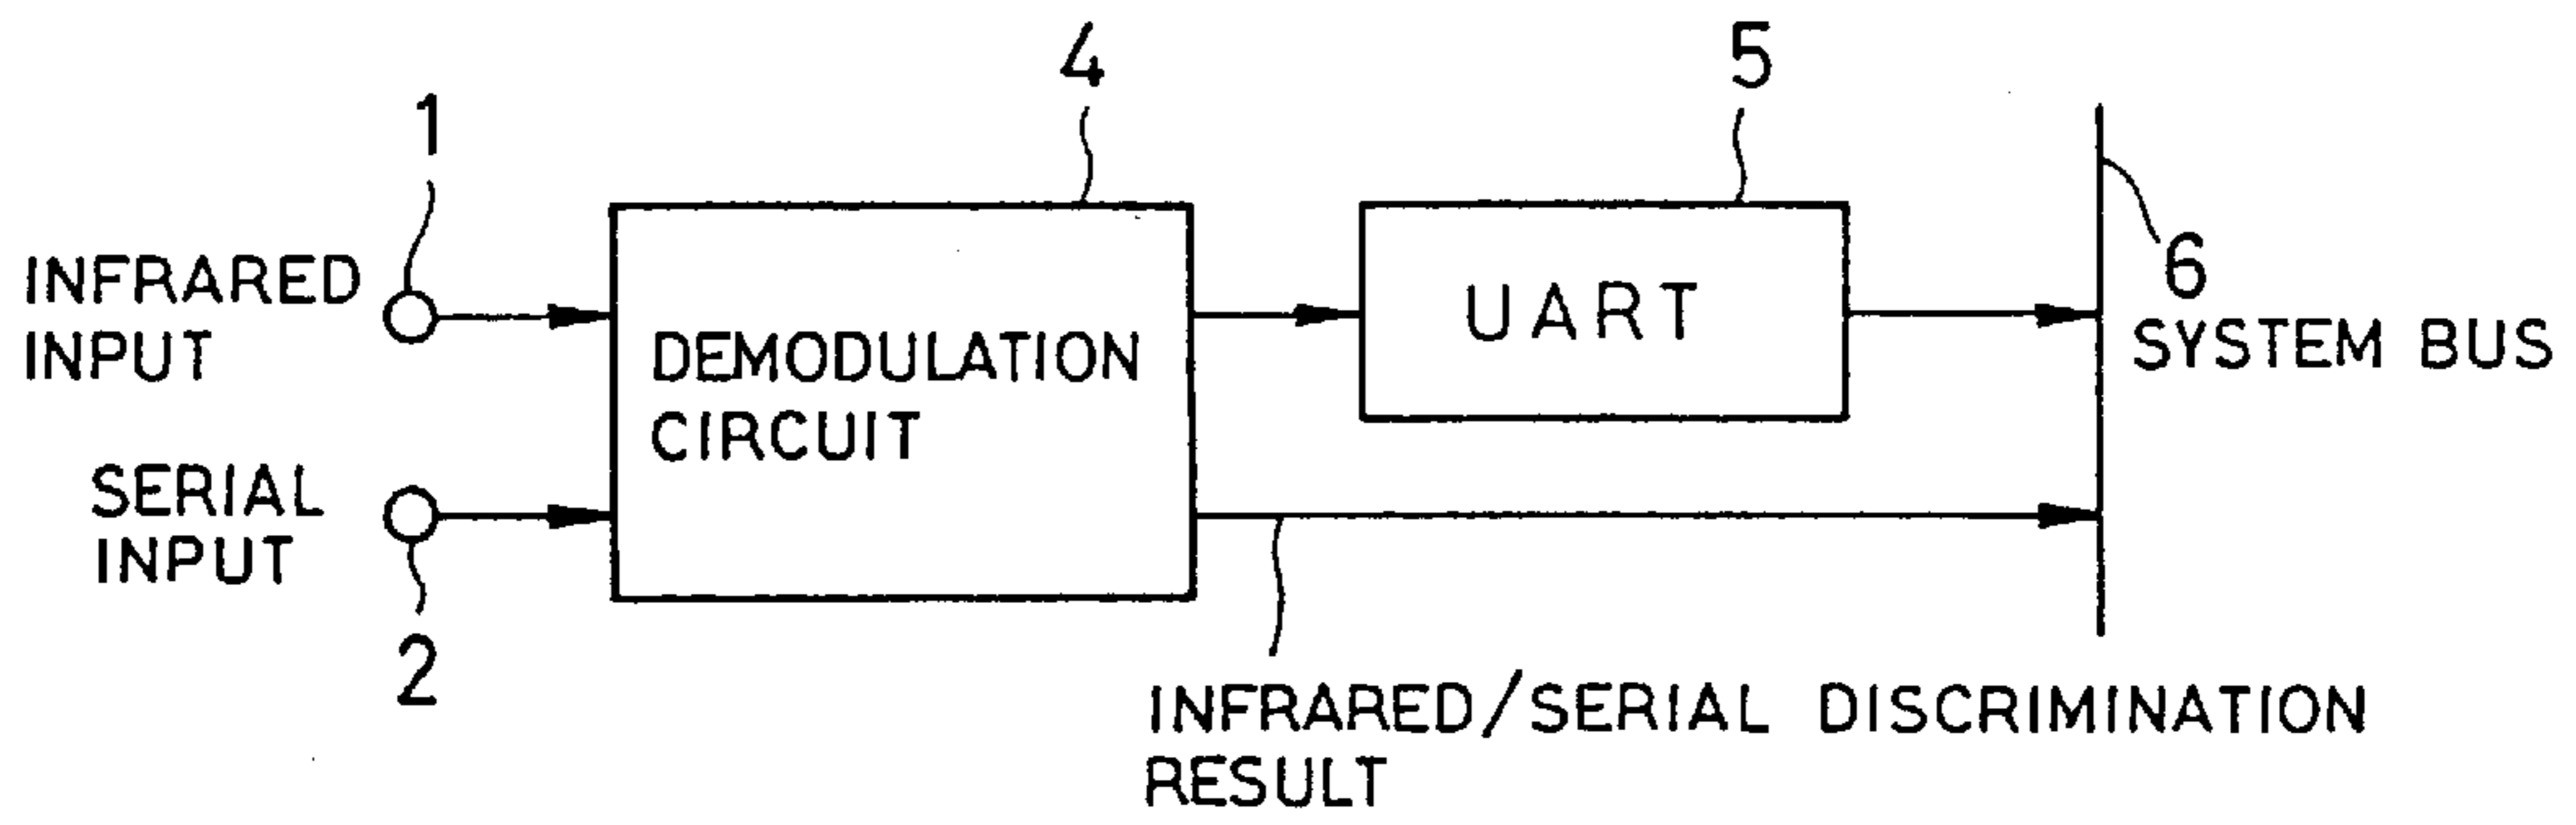 4
5
1
6
INFRARED
INPUT
UART
SYSTEM BUS
DEMODULATION
CIRCUIT
SERIAL
INPUT
2
INFRARED/SERIAL DISCRIMINATION
RESULT